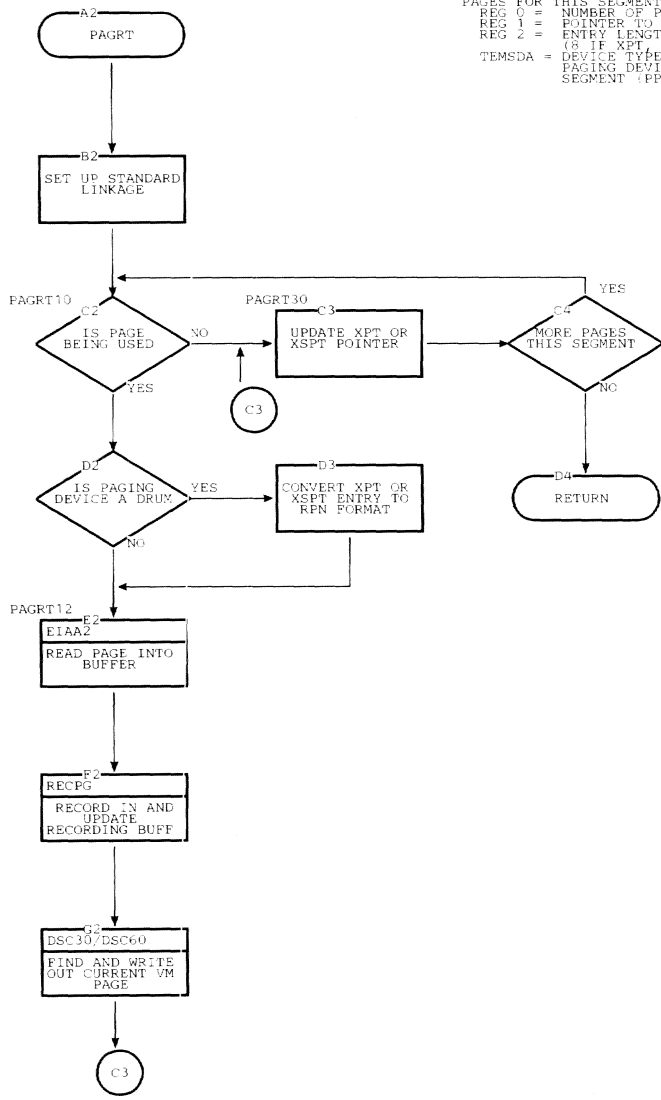 PAGES FOR THIS SEGMENT
REG 0 = NUMBER OF P
REG 1 = POINTER TO
REG 2 = ENTRY LENGT
(8 IF XPT,
TEMSDA = DEVICE TYPE
PAGING DEVI
SEGMENT (PP
A2
PAGRT
B2
SET UP STANDARD
LINKAGE
PAGRT10
C2
IS PAGE
BEING USED
NO
YES
PAGRT30
C3
UPDATE XPT OR
XSPT POINTER
C3
C4
MORE PAGES
THIS SEGMENT
YES
NO
D2
IS PAGING
DEVICE A DRUM
YES
NO
D3
CONVERT XPT OR
XSPT ENTRY TO
RPN FORMAT
D4
RETURN
PAGRT12
E2
EIAA2
READ PAGE INTO
BUFFER
F2
RECPG
RECORD IN AND
UPDATE
RECORDING BUFF
G2
DSC30/DSC60
FIND AND WRITE
OUT CURRENT VM
PAGE
C3